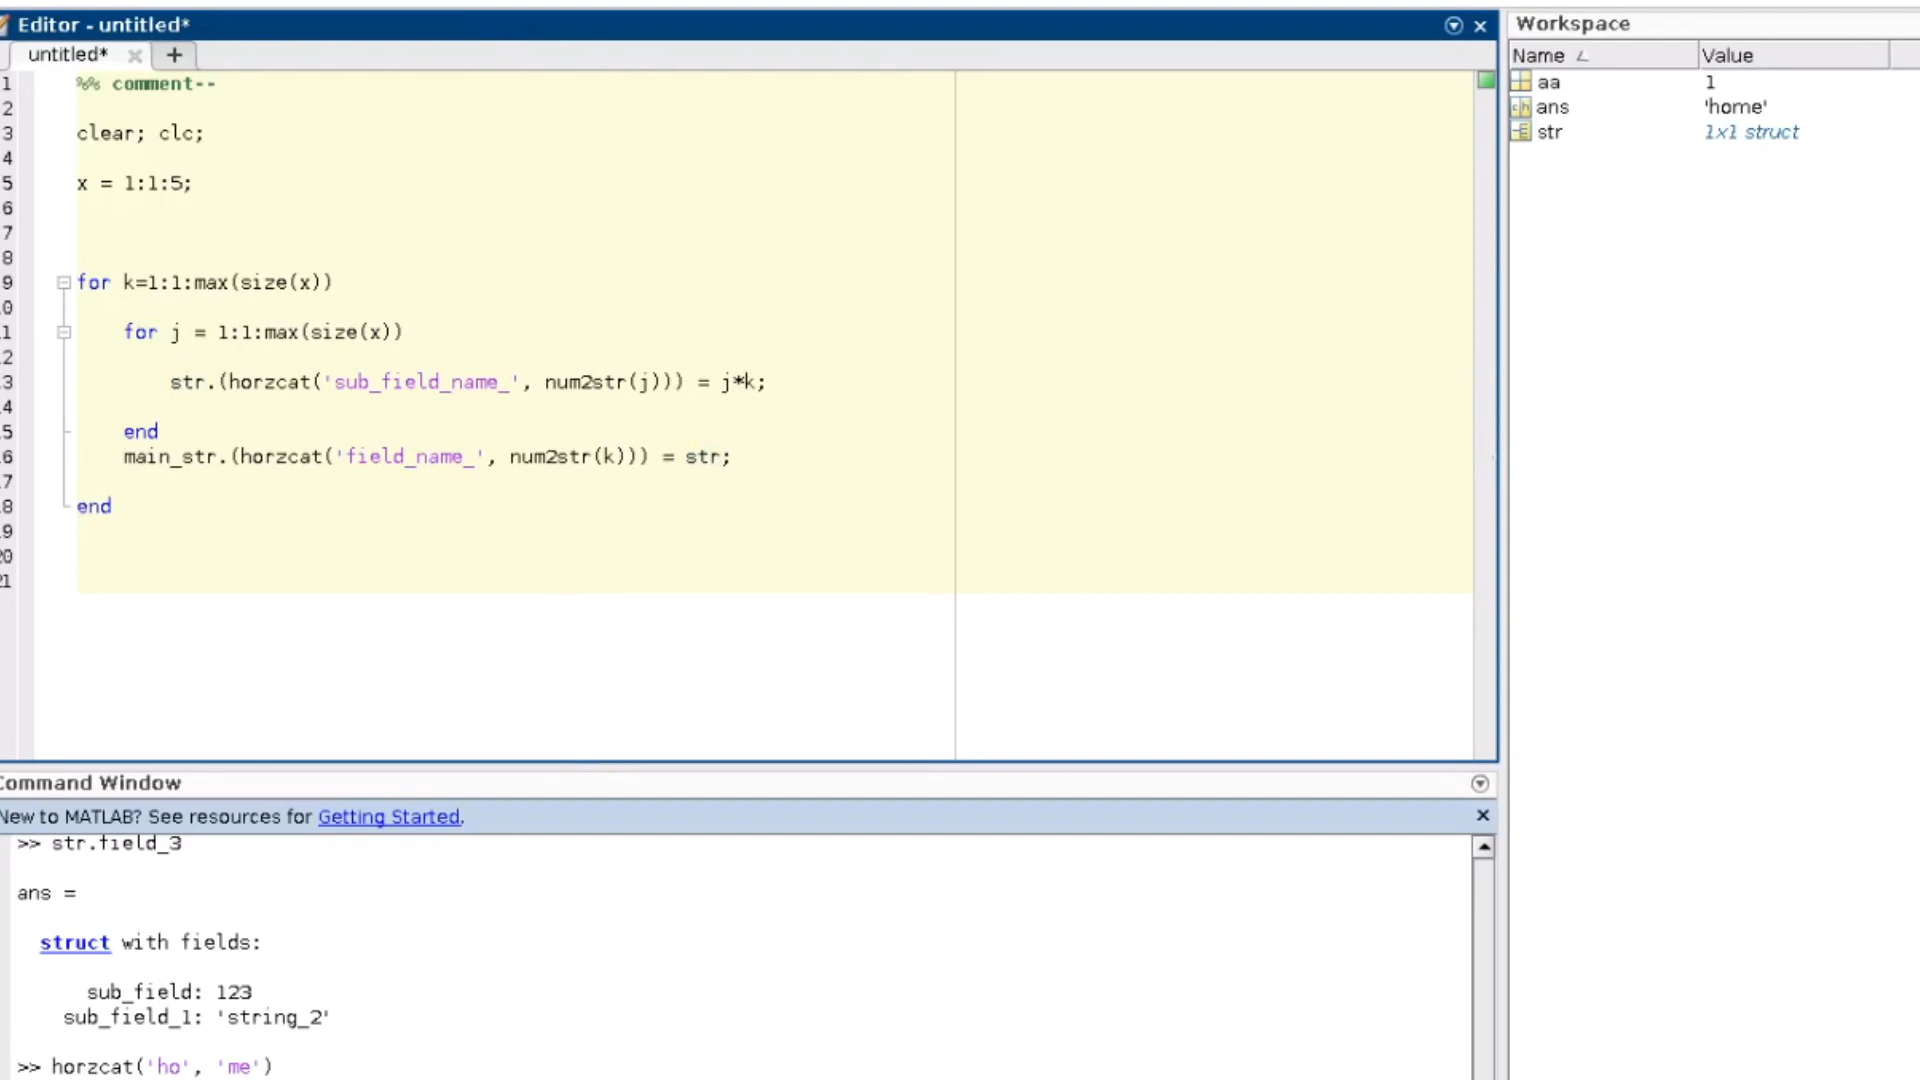 Editor - untitled*
untitled*
1 %% comment--
2
3 clear; clc;
4
5 x = 1:1:5;
6
7
8
9 for k=1:1:max(size(x))
0
1 for j = 1:1:max(size(x))
2
3 str.(horzcat('sub_field_name_', num2str(j))) = j*k;
4
5 end
6 main_str.(horzcat('field_name_', num2str(k))) = str;
7
8 end
9
20
21
Command Window
New to MATLAB? See resources for Getting Started.
>> str.field_3
ans =
struct with fields:
sub_field: 123
sub_field_1: 'string_2'
>> horzcat('ho', 'me')
Workspace
Name Value
aa 1
ans 'home'
str 1x1 struct